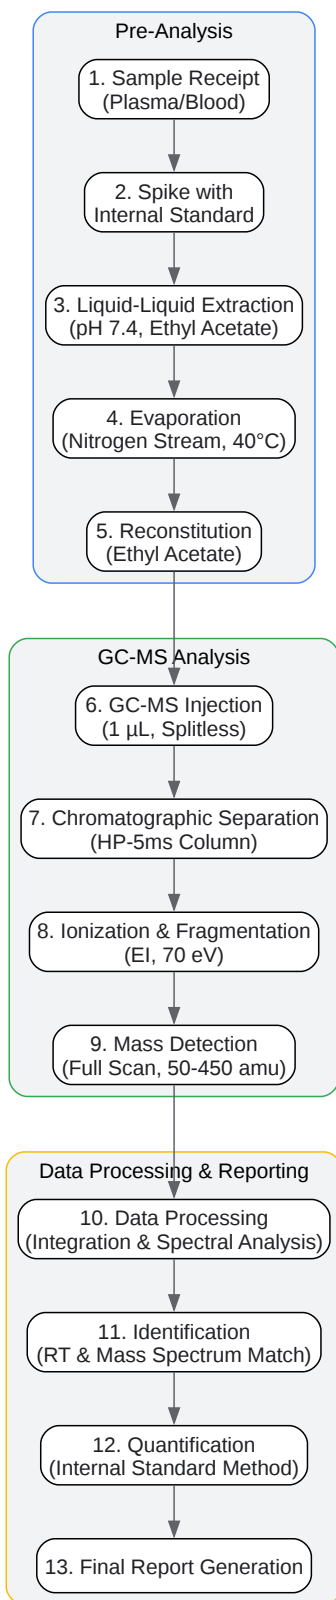 Pre-Analysis
1. Sample Receipt
(Plasma/Blood)
2. Spike with
Internal Standard
3. Liquid-Liquid Extraction
(pH 7.4, Ethyl Acetate)
4. Evaporation
(Nitrogen Stream, 40°C)
5. Reconstitution
(Ethyl Acetate)
GC-MS Analysis
6. GC-MS Injection
(1 µL, Splitless)
7. Chromatographic Separation
(HP-5ms Column)
8. Ionization & Fragmentation
(EI, 70 eV)
9. Mass Detection
(Full Scan, 50-450 amu)
Data Processing & Reporting
10. Data Processing
(Integration & Spectral Analysis)
11. Identification
(RT & Mass Spectrum Match)
12. Quantification
(Internal Standard Method)
13. Final Report Generation